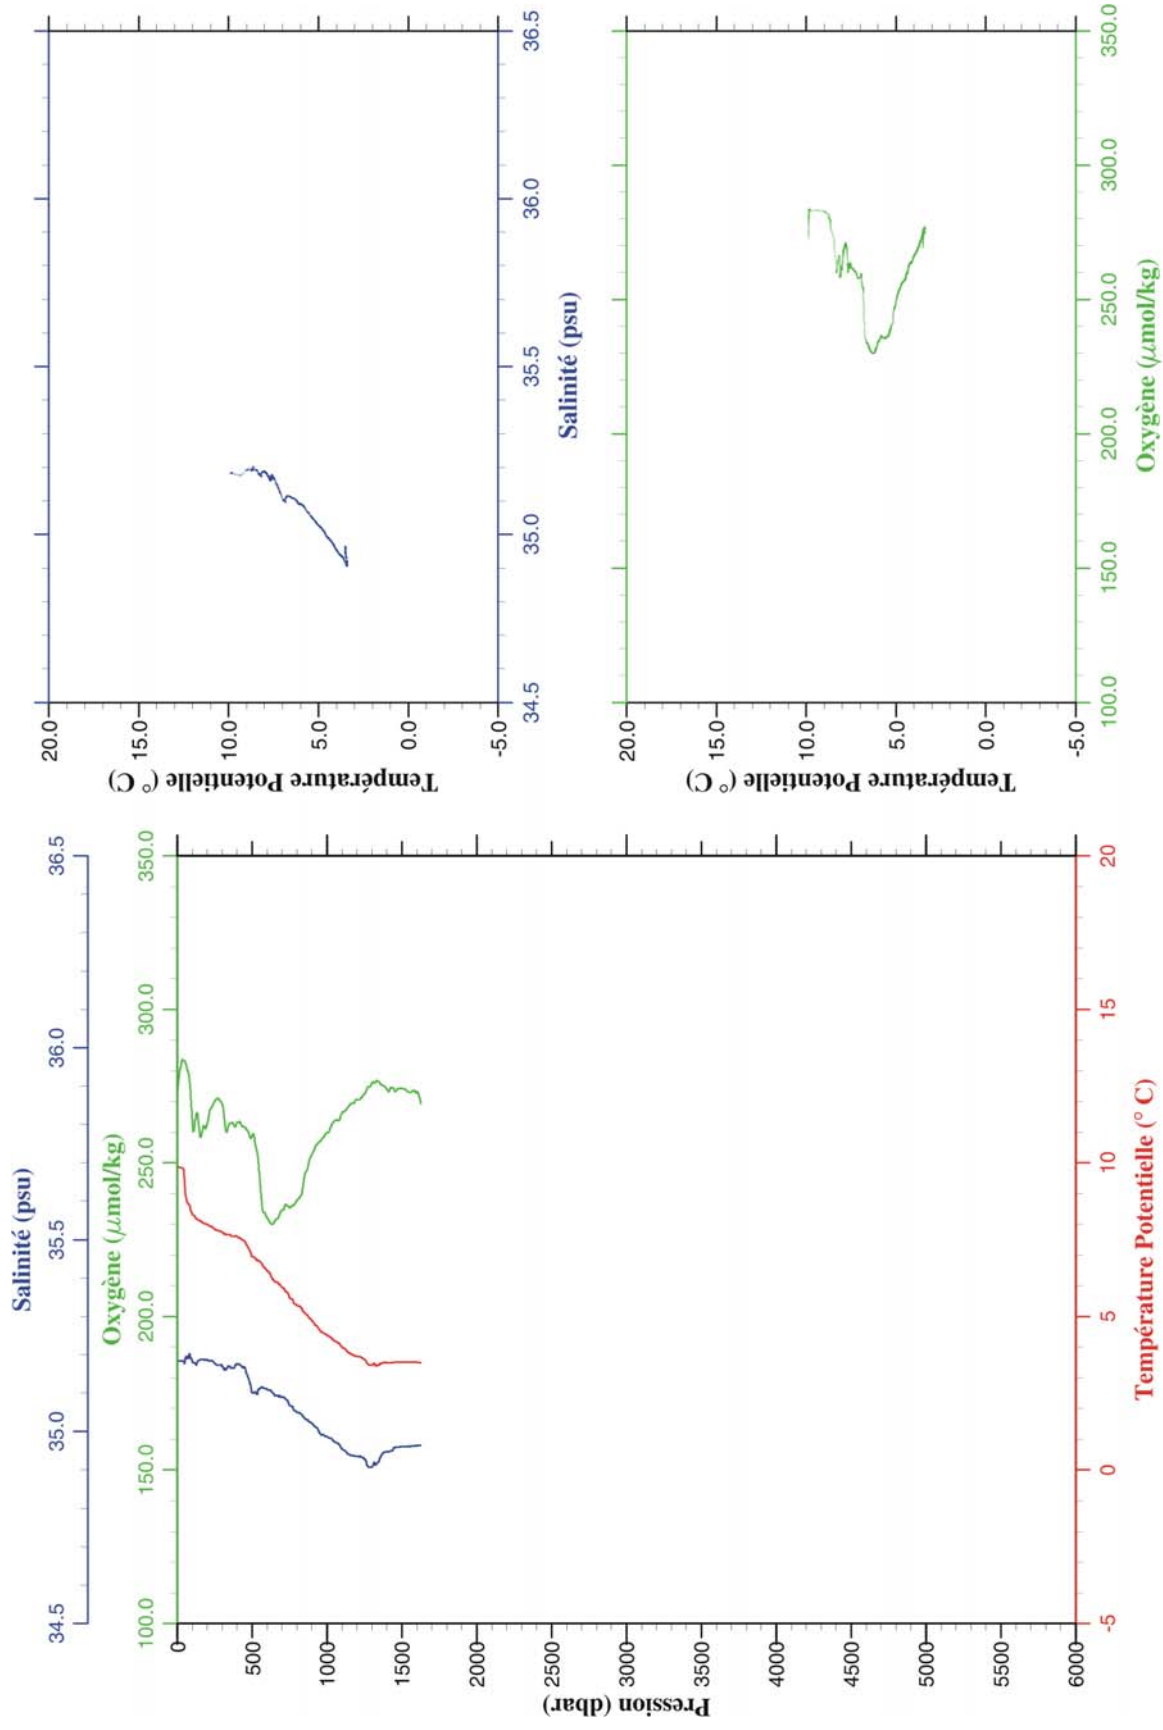 Salinité (psu)
34.5 35.0 35.5 36.0 36.5
Oxygène (μmol/kg)
100.0 150.0 200.0 250.0 300.0 350.0
0
500
1000
1500
2000
2500
3000
3500
4000
4500
5000
5500
6000
Pression (dbar)
-5 0 5 10 15 20
Température Potentielle (° C)
20.0
15.0
10.0
5.0
0.0
-5.0
Température Potentielle (° C)
34.5 35.0 35.5 36.0 36.5
Salinité (psu)
20.0
15.0
10.0
5.0
0.0
-5.0
Température Potentielle (° C)
100.0 150.0 200.0 250.0 300.0 350.0
Oxygène (μmol/kg)